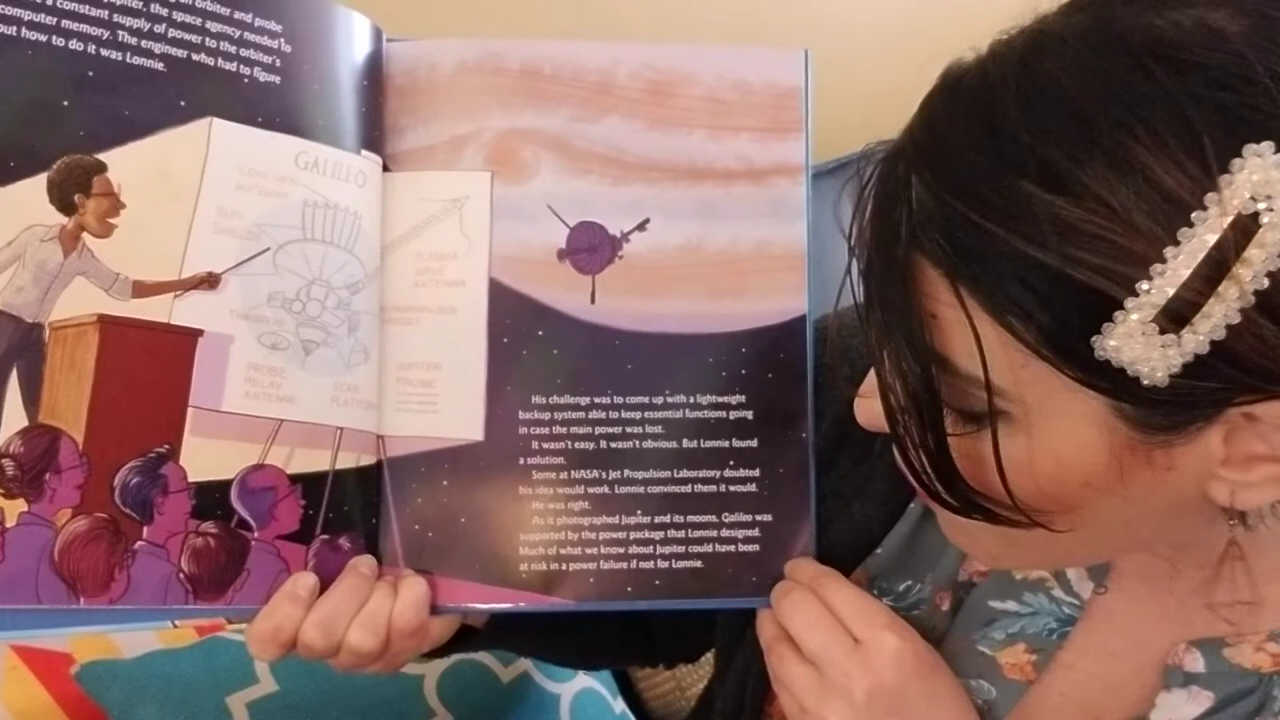 an orbiter and probe
Jupiter, the space agency needed to
a constant supply of power to the orbiter's
computer memory. The engineer who had to figure
out how to do it was Lonnie.
GALILEO
ANTENNA
SUN
SHIELDS
PLASMA
WAVE
ANTENNA
PROBE
RELAY
ANTENNA
SCAN
PLATFORM
JUPITER
PROBE
His challenge was to come up with a lightweight
backup system able to keep essential functions going
in case the main power was lost.
It wasn't easy. It wasn't obvious. But Lonnie found
a solution.
Some at NASA's Jet Propulsion Laboratory doubted
his idea would work. Lonnie convinced them it would.
He was right.
As it photographed Jupiter and its moons, Galileo was
supported by the power package that Lonnie designed.
Much of what we know about Jupiter could have been
at risk in a power failure if not for Lonnie.